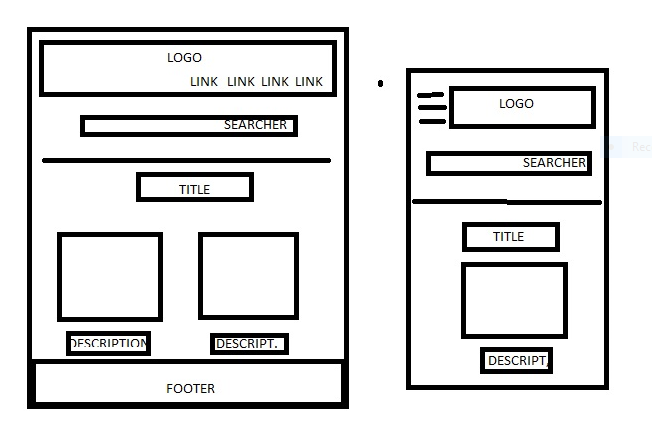 LOGO
LINK LINK LINK LINK
SEARCHER
TITLE
DESCRIPTION
DESCRIPT.
FOOTER
LOGO
SEARCHER
TITLE
DESCRIPT.
Rec